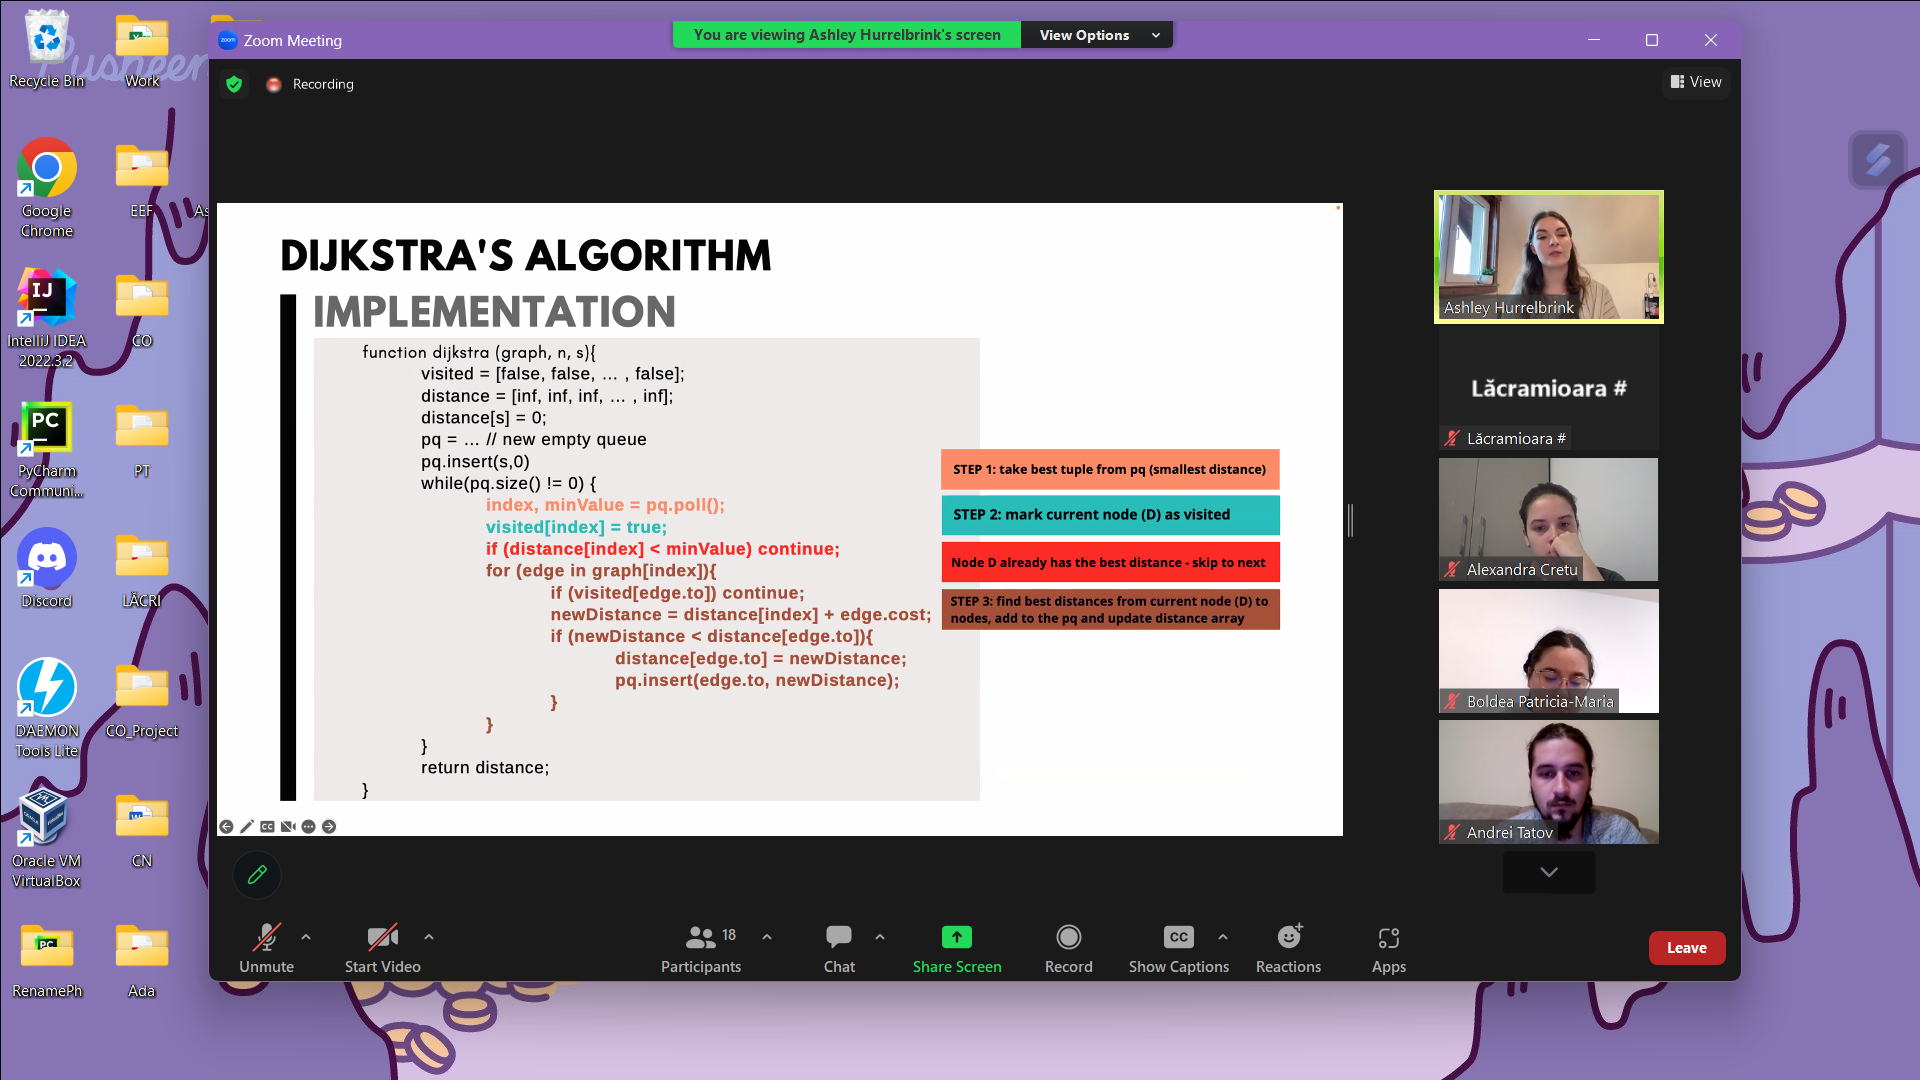 Pusheen
Recycle Bin
Work
Google
Chrome
EEF
As
IntelliJ IDEA
2022.3.2
CO
PyCharm
Communi...
PT
Discord
LĂCRI
DAEMON
Tools Lite
CO_Project
Oracle VM
VirtualBox
CN
RenamePh
Ada
zoom
Zoom Meeting
You are viewing Ashley Hurrelbrink's screen
View Options
Recording
View
DIJKSTRA'S ALGORITHM
IMPLEMENTATION
function dijkstra (graph, n, s){
visited = [false, false, ... , false];
distance = [inf, inf, inf, ... , inf];
distance[s] = 0;
pq = ... // new empty queue
pq.insert(s,0)
while(pq.size() != 0) {
index, minValue = pq.poll();
visited[index] = true;
if (distance[index] < minValue) continue;
for (edge in graph[index]){
if (visited[edge.to]) continue;
newDistance = distance[index] + edge.cost;
if (newDistance < distance[edge.to]){
distance[edge.to] = newDistance;
pq.insert(edge.to, newDistance);
}
}
}
return distance;
}
STEP 1: take best tuple from pq (smallest distance)
STEP 2: mark current node (D) as visited
Node D already has the best distance - skip to next
STEP 3: find best distances from current node (D) to
nodes, add to the pq and update distance array
Ashley Hurrelbrink
Lăcramioara #
Lăcramioara #
Alexandra Cretu
Boldea Patricia-Maria
Andrei Tatov
Unmute
Start Video
18
Participants
Chat
Share Screen
Record
CC
Show Captions
Reactions
Apps
Leave